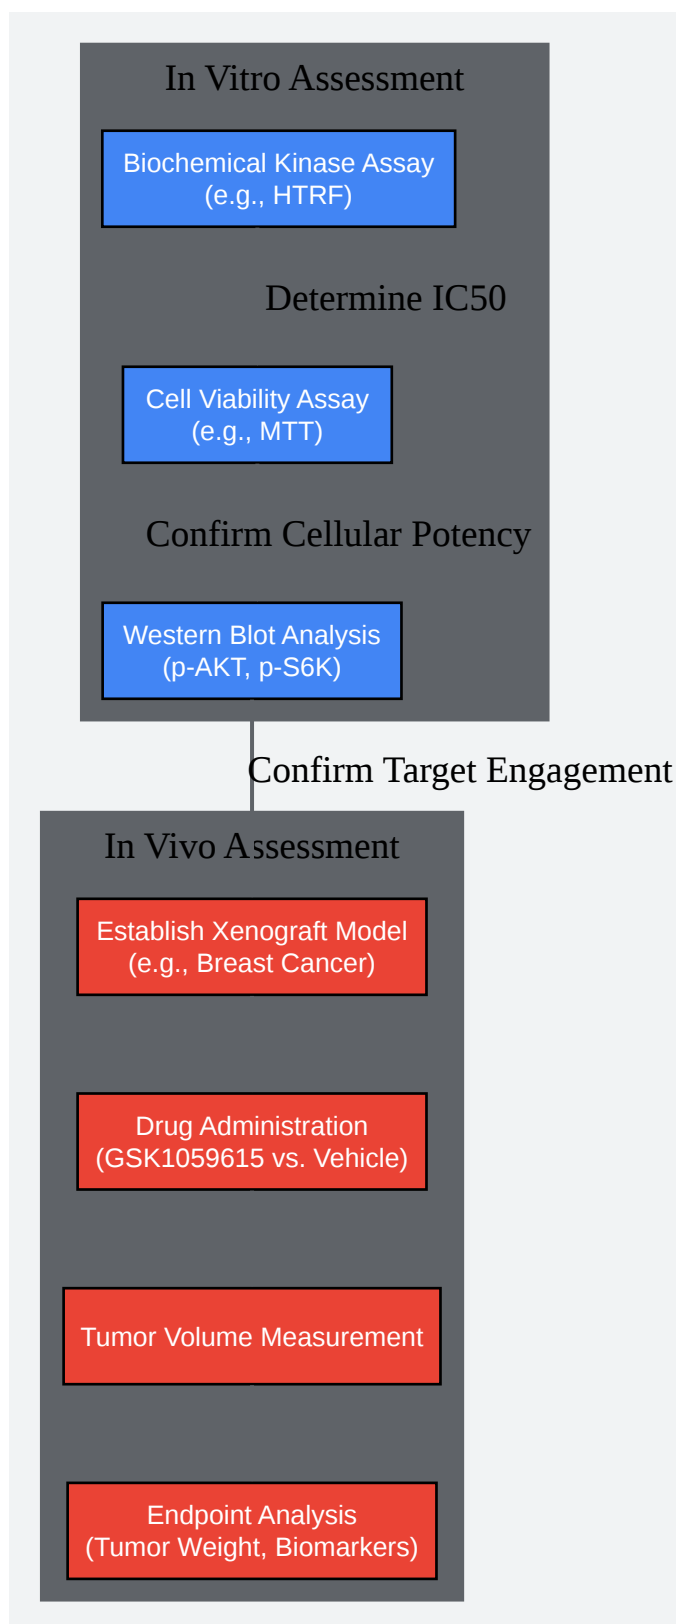 In Vitro Assessment
Biochemical Kinase Assay
(e.g., HTRF)
Determine IC50
Cell Viability Assay
(e.g., MTT)
Confirm Cellular Potency
Western Blot Analysis
(p-AKT, p-S6K)
Confirm Target Engagement
In Vivo Assessment
Establish Xenograft Model
(e.g., Breast Cancer)
Drug Administration
(GSK1059615 vs. Vehicle)
Tumor Volume Measurement
Endpoint Analysis
(Tumor Weight, Biomarkers)